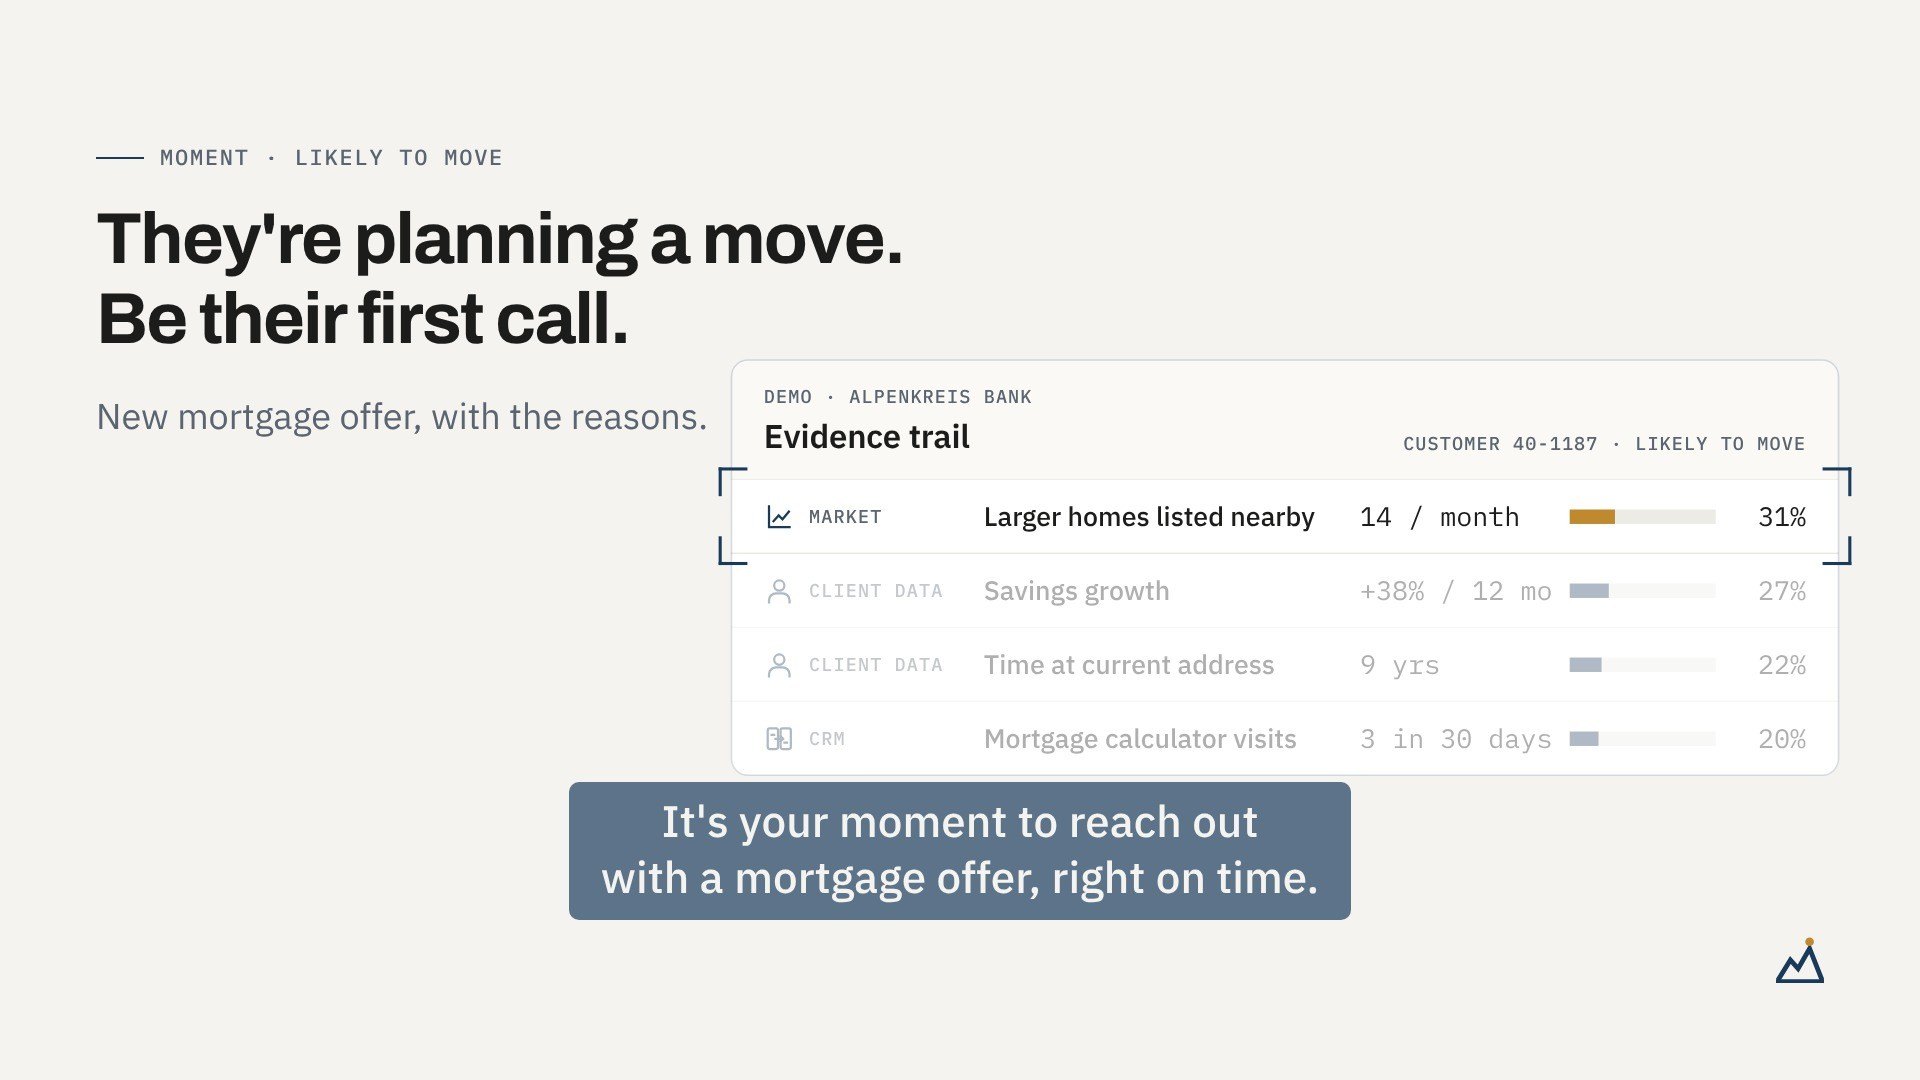 MOMENT · LIKELY TO MOVE
They're planning a move.
Be their first call.
New mortgage offer, with the reasons.
DEMO · ALPENKREIS BANK
Evidence trail
CUSTOMER 40-1187 · LIKELY TO MOVE
MARKET Larger homes listed nearby 14 / month 31%
CLIENT DATA Savings growth +38% / 12 mo 27%
CLIENT DATA Time at current address 9 yrs 22%
CRM Mortgage calculator visits 3 in 30 days 20%
It's your moment to reach out
with a mortgage offer, right on time.